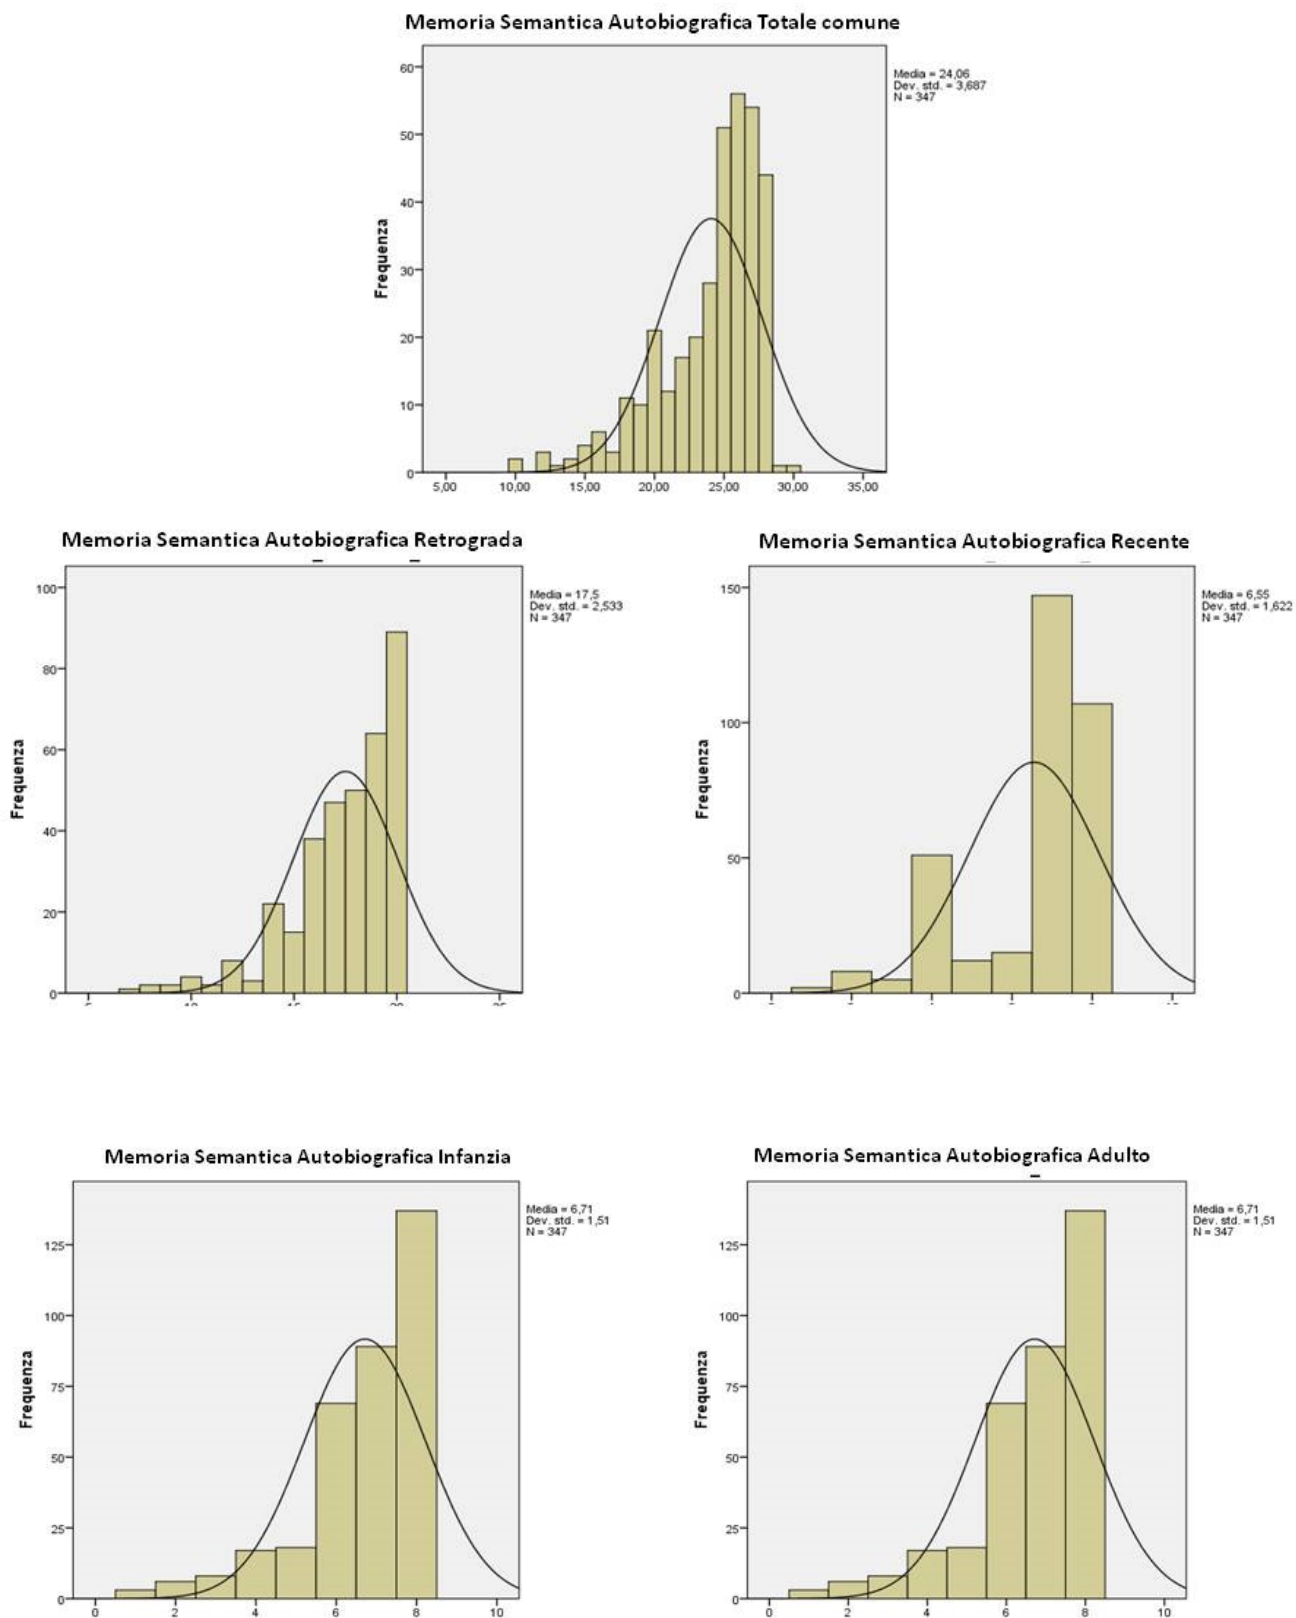 Memoria Semantica Autobiografica Totale comune
Media = 24,06
Dev. std. = 3,687
N = 347
Frequenza
60
50
40
30
20
10
0
5,00 10,00 15,00 20,00 25,00 30,00 35,00
Memoria Semantica Autobiografica Retrograda
Media = 17,5
Dev. std. = 2,533
N = 347
Frequenza
100
80
60
40
20
0
Memoria Semantica Autobiografica Recente
Media = 6,55
Dev. std. = 1,622
N = 347
Frequenza
150
100
50
0
Memoria Semantica Autobiografica Infanzia
Media = 6,71
Dev. std. = 1,51
N = 347
Frequenza
125
100
75
50
25
0
0 2 4 6 8 10
Memoria Semantica Autobiografica Adulto
Media = 6,71
Dev. std. = 1,51
N = 347
Frequenza
125
100
75
50
25
0
0 2 4 6 8 10